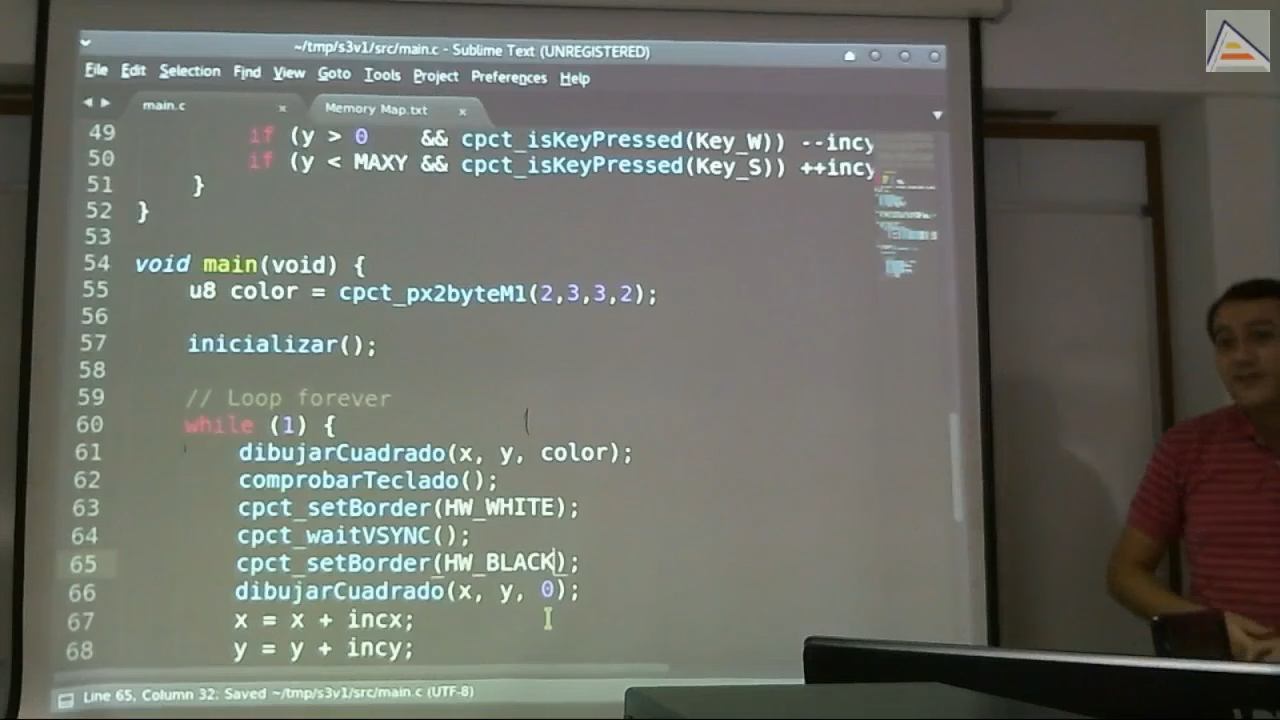 ~/tmp/s3v1/src/main.c - Sublime Text (UNREGISTERED)
File Edit Selection Find View Goto Tools Project Preferences Help
main.c × Memory Map.txt ×
49 if (y > 0 && cpct_isKeyPressed(Key_W)) --incy
50 if (y < MAXY && cpct_isKeyPressed(Key_S)) ++incy
51 }
52 }
53
54 void main(void) {
55 u8 color = cpct_px2byteM1(2,3,3,2);
56
57 inicializar();
58
59 // Loop forever
60 while (1) {
61 dibujarCuadrado(x, y, color);
62 comprobarTeclado();
63 cpct_setBorder(HW_WHITE);
64 cpct_waitVSYNC();
65 cpct_setBorder(HW_BLACK);
66 dibujarCuadrado(x, y, 0);
67 x = x + incx;
68 y = y + incy;
Line 65, Column 32: Saved ~/tmp/s3v1/src/main.c (UTF-8)